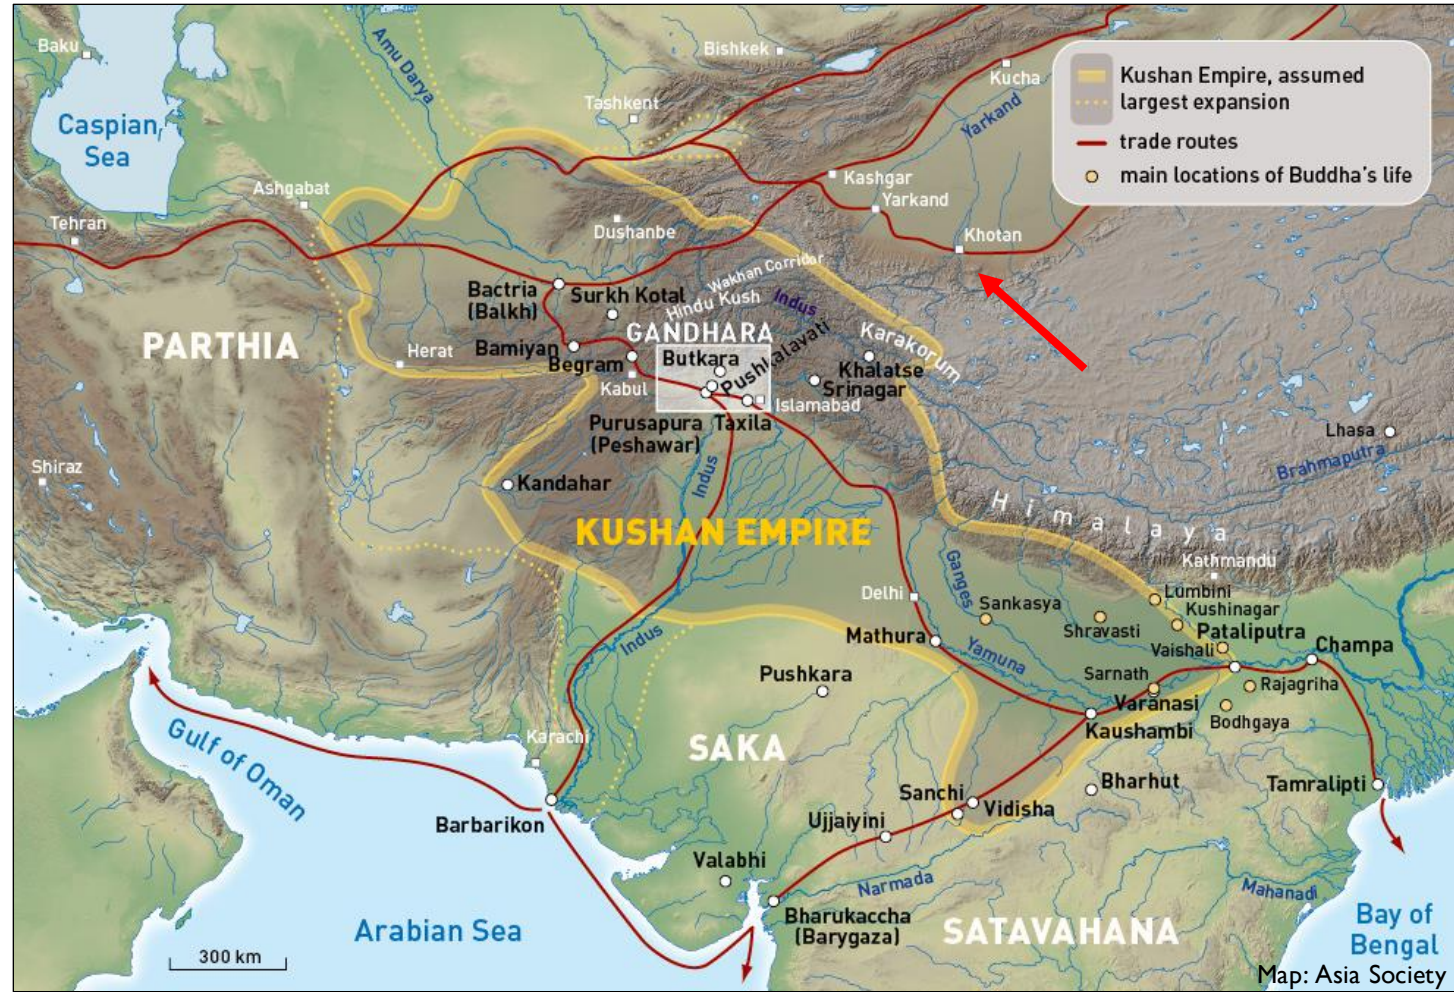 Baku
Caspian
Sea
Amu Darya
Bishkek
Tashkent
Kucha
Yarkand
Kushan Empire, assumed
largest expansion
trade routes
main locations of Buddha's life
Ashgabat
Tehran
Dushanbe
Kashgar
Yarkand
Khotan
Wakhan Corridor
Hindu Kush
Indus
Karakorum
Bactria
(Balkh)
Surkh Kotal
GANDHARA
PARTHIA
Herat
Bamiyan
Begram
Kabul
Butkara
Pushkalavati
Khalatse
Srinagar
Islamabad
Purusapura
(Peshawar)
Taxila
Lhasa
Brahmaputra
Shiraz
Kandahar
Indus
KUSHAN EMPIRE
Himalaya
Kathmandu
Delhi
Ganges
Sankasya
Lumbini
Kushinagar
Shravasti
Pataliputra
Mathura
Indus
Yamuna
Vaishali
Champa
Pushkara
Sarnath
Rajagriha
Varanasi
Bodhgaya
Kaushambi
Karachi
Gulf of Oman
SAKA
Bharhut
Tamralipti
Sanchi
Vidisha
Barbarikon
Ujjaiyini
Valabhi
Narmada
Mahanadi
Bharukaccha
(Barygaza)
SATAVAHANA
Arabian Sea
Bay of
Bengal
300 km
Map: Asia Society